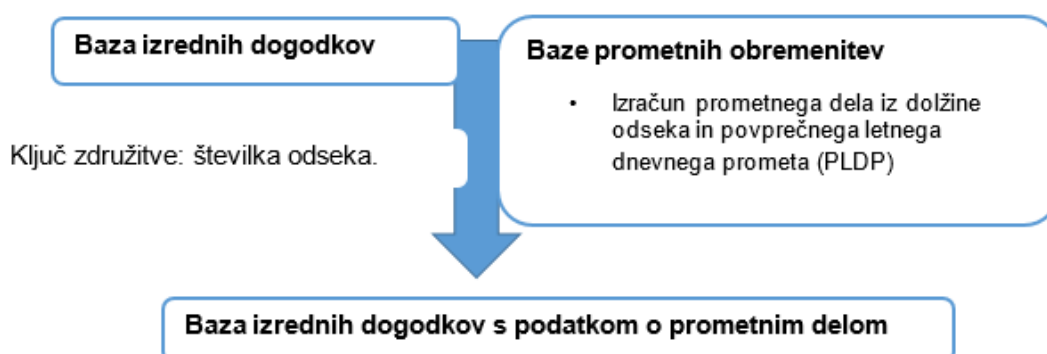 Baza izrednih dogodkov
Baze prometnih obremenitev
• Izračun prometnega dela iz dolžine
odseka in povprečnega letnega
dnevnega prometa (PLDP)
Ključ združitve: številka odseka.
Baza izrednih dogodkov s podatkom o prometnim delom